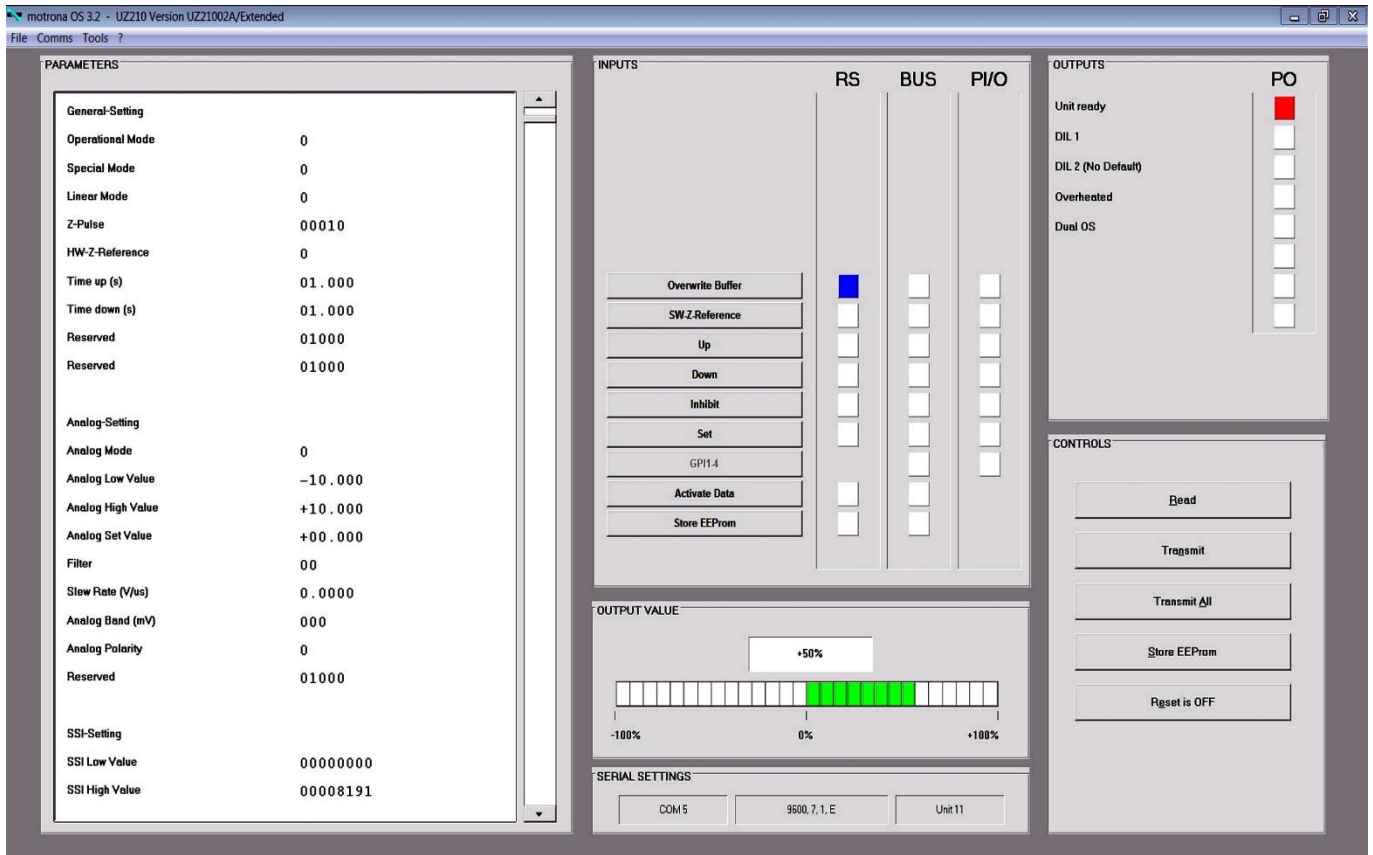 motrona OS 3.2 - UZ210 Version UZ21002A/Extended
File Comms Tools ?
PARAMETERS
General-Setting
Operational Mode 0
Special Mode 0
Linear Mode 0
Z-Pulse 00010
HW-Z-Reference 0
Time up (s) 01.000
Time down (s) 01.000
Reserved 01000
Reserved 01000
Analog-Setting
Analog Mode 0
Analog Low Value -10.000
Analog High Value +10.000
Analog Set Value +00.000
Filter 00
Slew Rate (V/us) 0.0000
Analog Band (mV) 000
Analog Polarity 0
Reserved 01000
SSI-Setting
SSI Low Value 00000000
SSI High Value 00008191
INPUTS
RS BUS PI/O
Overwrite Buffer
SW-Z-Reference
Up
Down
Inhibit
Set
GPI1-4
Activate Data
Store EEProm
OUTPUT VALUE
+50%
-100% 0% +100%
SERIAL SETTINGS
COM 5 9600, 7, 1, E Unit 11
OUTPUTS
PO
Unit ready
DIL 1
DIL 2 (No Default)
Overheated
Dual OS
CONTROLS
Read
Transmit
Transmit All
Store EEProm
Reset is OFF